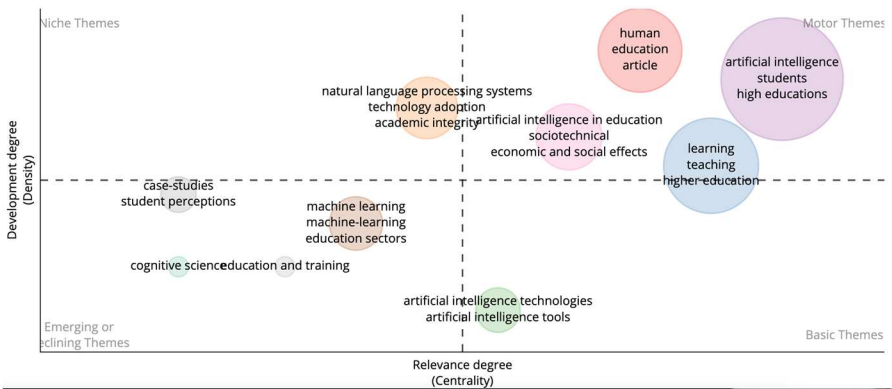 Niche Themes
Motor Themes
human
education
article
artificial intelligence
students
high educations
natural language processing systems
technology adoption
academic integrity
artificial intelligence in education
sociotechnical
economic and social effects
learning
teaching
higher education
case-studies
student perceptions
machine learning
machine-learning
education sectors
cognitive science
education and training
artificial intelligence technologies
artificial intelligence tools
Emerging or
eclining Themes
Basic Themes
Development degree
(Density)
Relevance degree
(Centrality)